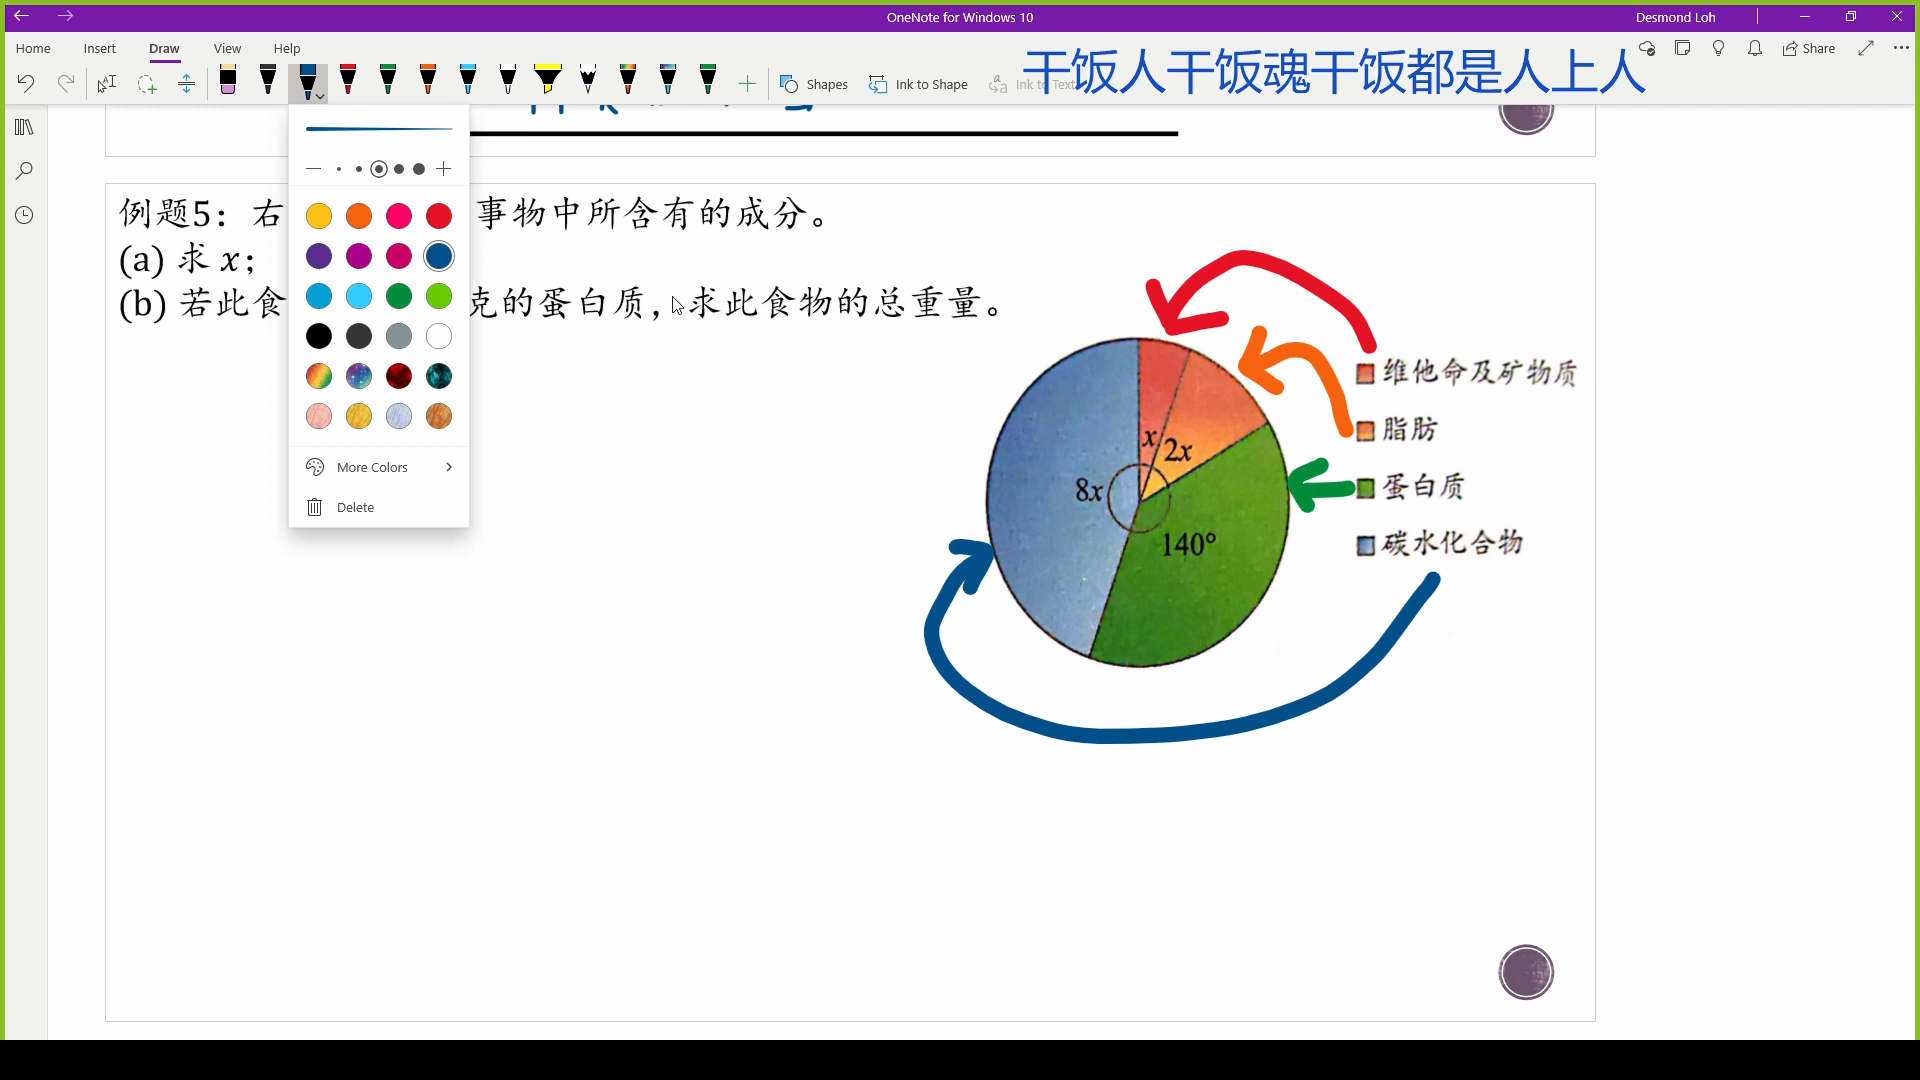 OneNote for Windows 10
Desmond Loh
Home Insert Draw View Help
Share
干饭人干饭魂干饭都是人上人
Shapes
Ink to Shape
Ink to Text
例题5：右
事物中所含有的成分。
(a) 求 x；
(b) 若此食
克的蛋白质，求此食物的总重量。
More Colors
Delete
维他命及矿物质
脂肪
蛋白质
碳水化合物
x
2x
8x
140°